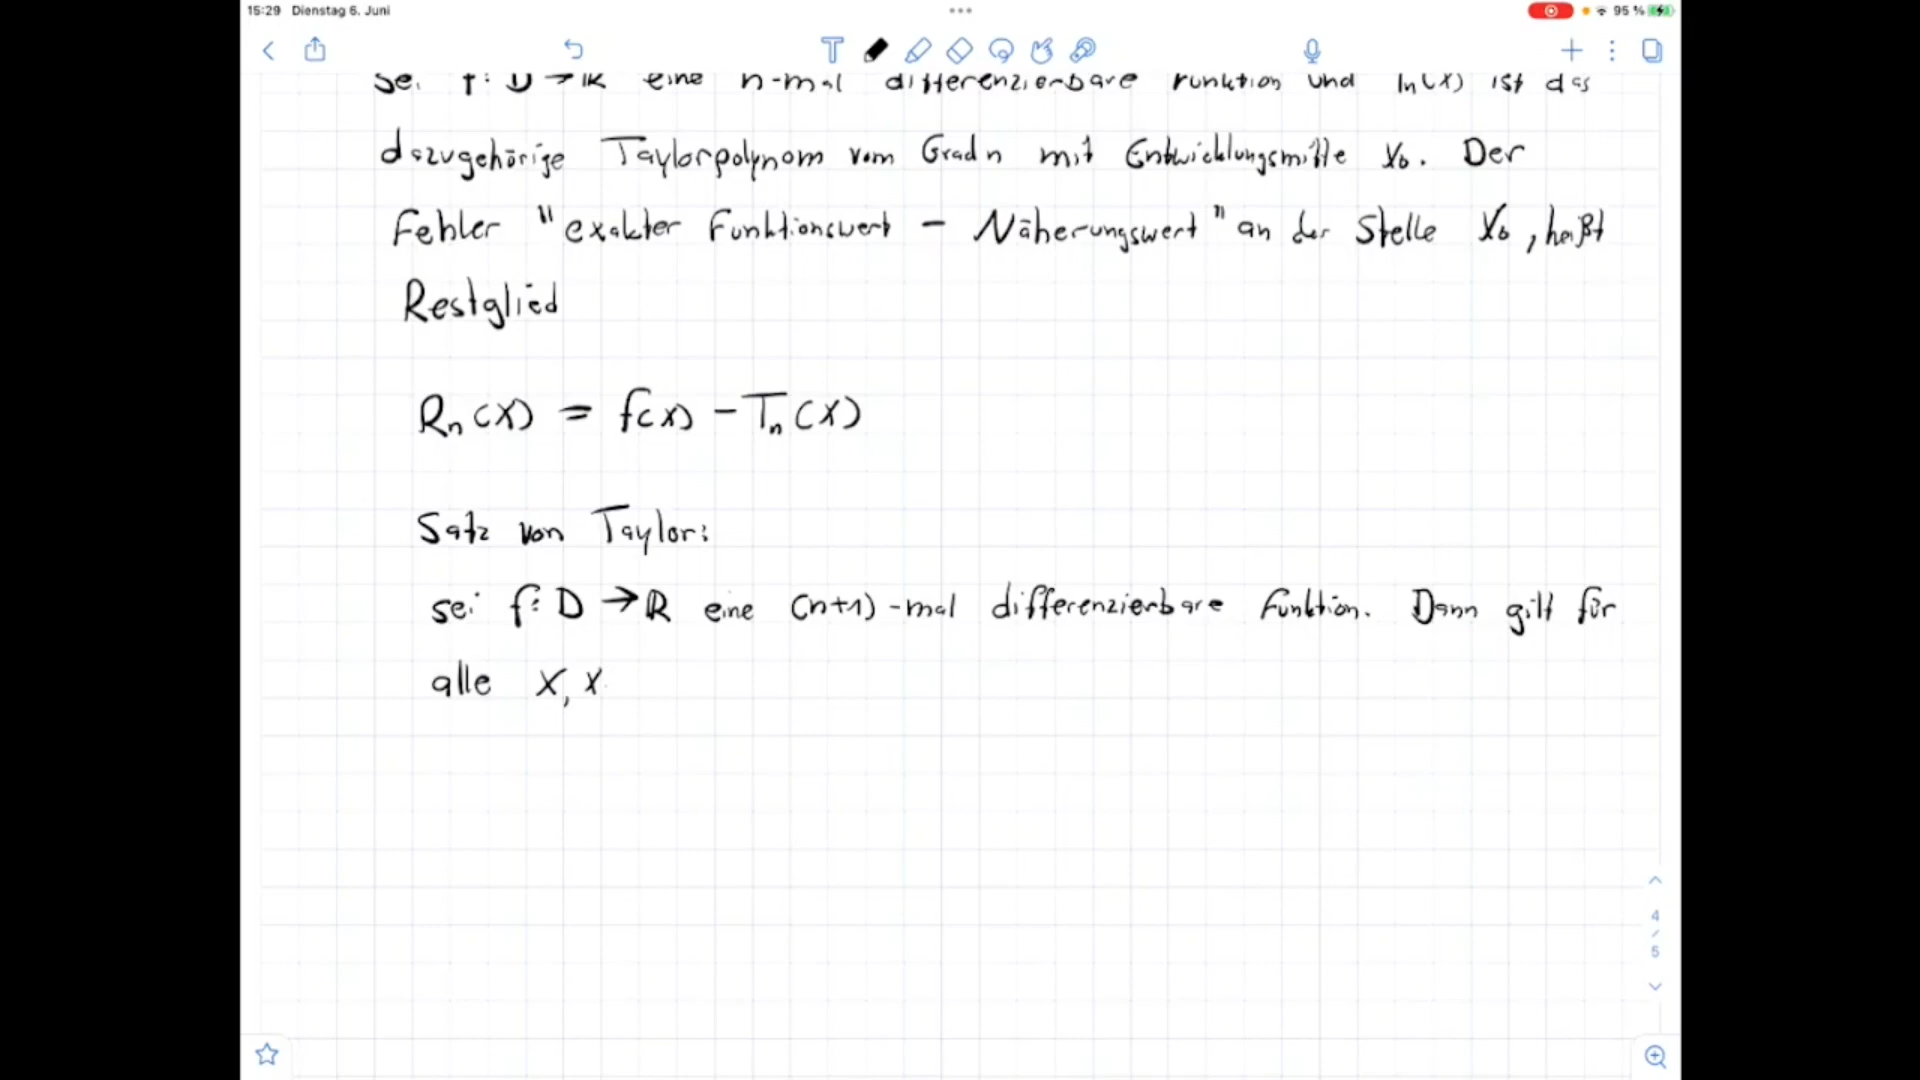 15:29 Dienstag 6. Juni
95 %
Sei f: D → ℝ eine n-mal differenzierbare Funktion und Tn(x) ist das
dazugehörige Taylorpolynom vom Grad n mit Entwicklungsmitte x₀. Der
Fehler "exakter Funktionswert - Näherungswert" an der Stelle x₀, heißt
Restglied
Rₙ(x) = f(x) - Tₙ(x)
Satz von Taylor:
sei f: D → ℝ eine (n+1)-mal differenzierbare Funktion. Dann gilt für
alle x, x
4
/
5